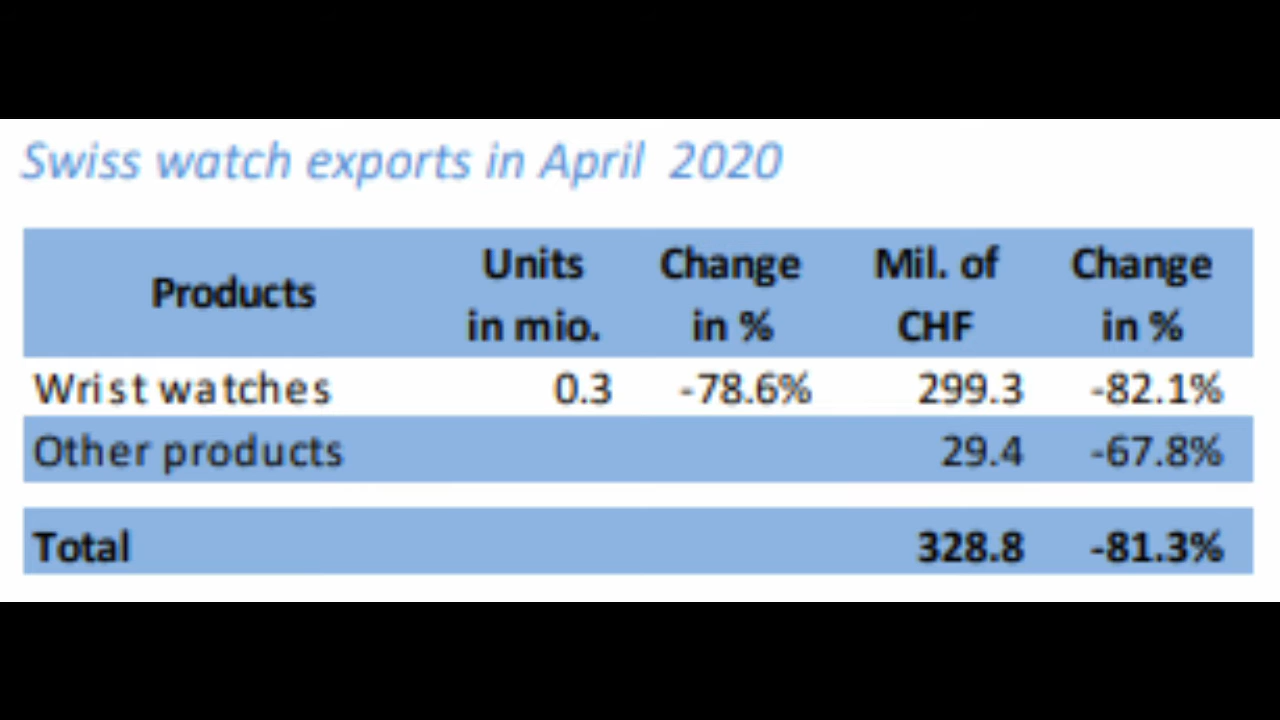 Swiss watch exports in April 2020
Products Units in mio. Change in % Mil. of CHF Change in %
Wrist watches 0.3 -78.6% 299.3 -82.1%
Other products 29.4 -67.8%
Total 328.8 -81.3%